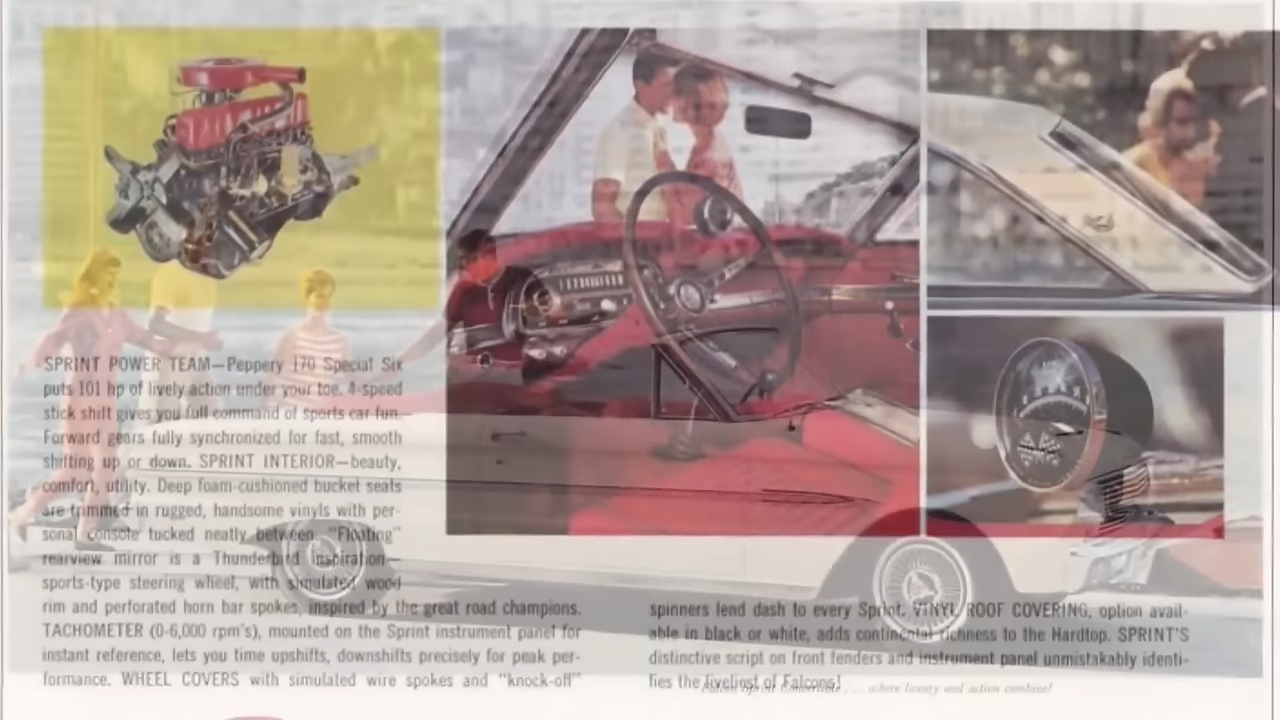 SPRINT POWER TEAM—Peppery 170 Special Six
puts 101 hp of lively action under your toe. 4-speed
stick shift gives you full command of sports car fun.
Forward gears fully synchronized for fast, smooth
shifting up or down. SPRINT INTERIOR—beauty,
comfort, utility. Deep foam-cushioned bucket seats
are trimmed in rugged, handsome vinyls with per-
sonal console tucked neatly between. "Floating"
rearview mirror is a Thunderbird inspiration—
sports-type steering wheel, with simulated wood
rim and perforated horn bar spokes, inspired by the great road champions.
TACHOMETER (0-6,000 rpm's), mounted on the Sprint instrument panel for
instant reference, lets you time upshifts, downshifts precisely for peak per-
formance. WHEEL COVERS with simulated wire spokes and "knock-off"
spinners lend dash to every Sprint. VINYL ROOF COVERING, option avail-
able in black or white, adds continental richness to the Hardtop. SPRINT'S
distinctive script on front fenders and instrument panel unmistakably identi-
fies the liveliest of Falcons!
Falcon Sprint Convertible . . . where luxury and action combine!